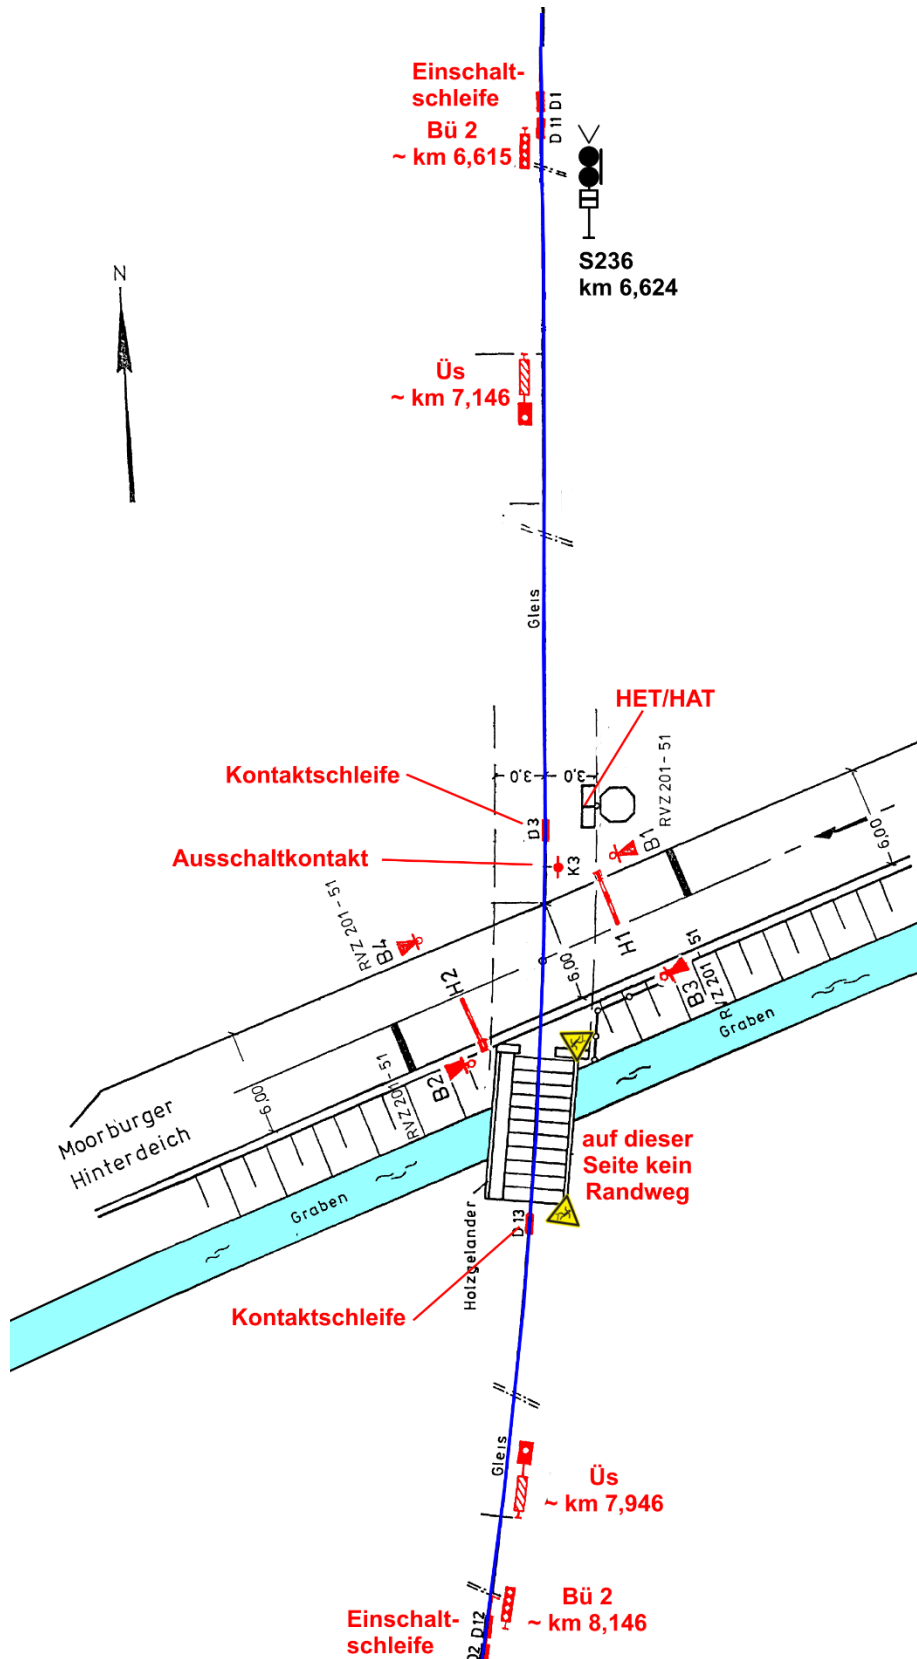 Einschalt-
schleife
Bü 2
~ km 6,615
D 11 D1
S236
km 6,624
N
Üs
~ km 7,146
Gleis
HET/HAT
Kontaktschleife
3,0
3,0
RVZ 201-51
D3
Ausschaltkontakt
K3
B1
6,00
RVZ 201-51
B4
H1
6,00
H2
B3
RVZ 201-51
Graben
6,00
RVZ 201-51
B2
Moorburger
Hinterdeich
auf dieser
Seite kein
Randweg
Graben
D 13
Holzgelander
Kontaktschleife
Gleis
Üs
~ km 7,946
Bü 2
~ km 8,146
Einschalt-
schleife
D2 D12